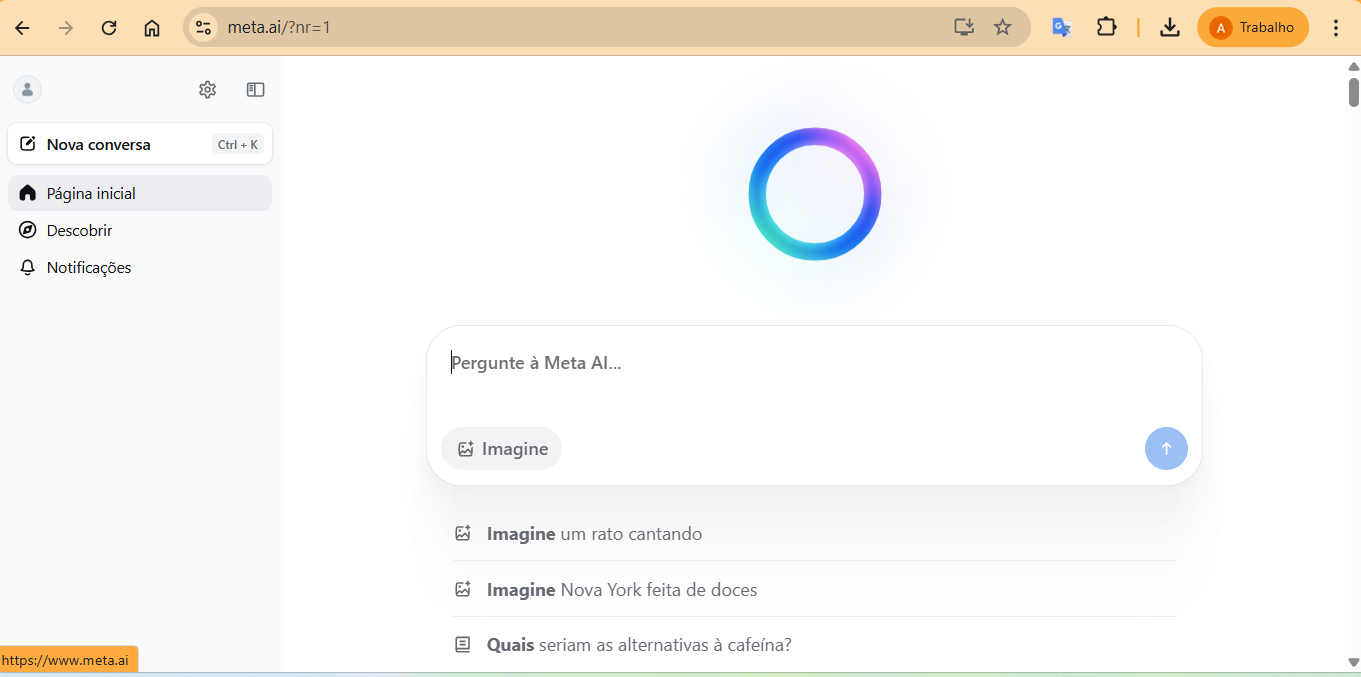 meta.ai/?nr=1
A
Trabalho
Nova conversa
Ctrl + K
Página inicial
Descobrir
Notificações
Pergunte à Meta AI...
Imagine
Imagine um rato cantando
Imagine Nova York feita de doces
Quais seriam as alternativas à cafeína?
https://www.meta.ai